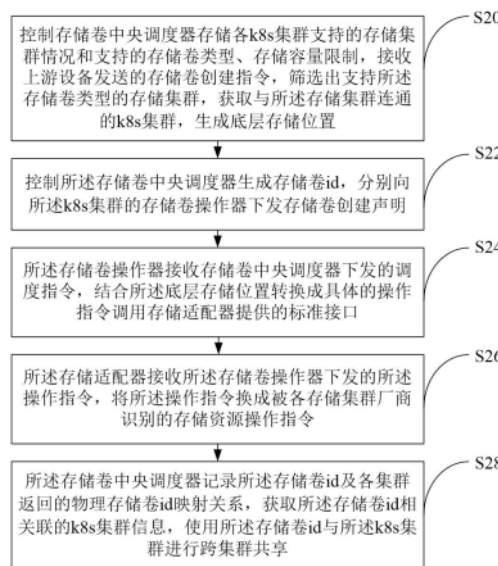 控制存储卷中央调度器存储各k8s集群支持的存储集
群情况和支持的存储卷类型、存储容量限制，接收
上游设备发送的存储卷创建指令，筛选出支持所述
存储卷类型的存储集群，获取与所述存储集群连通
的k8s集群，生成底层存储位置
S20
控制所述存储卷中央调度器生成存储卷id，分别向
所述k8s集群的存储卷操作器下发存储卷创建声明
S22
所述存储卷操作器接收存储卷中央调度器下发的调
度指令，结合所述底层存储位置转换成具体的操作
指令调用存储适配器提供的标准接口
S24
所述存储适配器接收所述存储卷操作器下发的所述
操作指令，将所述操作指令换成被各存储集群厂商
识别的存储资源操作指令
S26
所述存储卷中央调度器记录所述存储卷id及各集群
返回的物理存储卷id映射关系，获取所述存储卷id相
关联的k8s集群信息，使用所述存储卷id与所述k8s集
群进行跨集群共享
S28